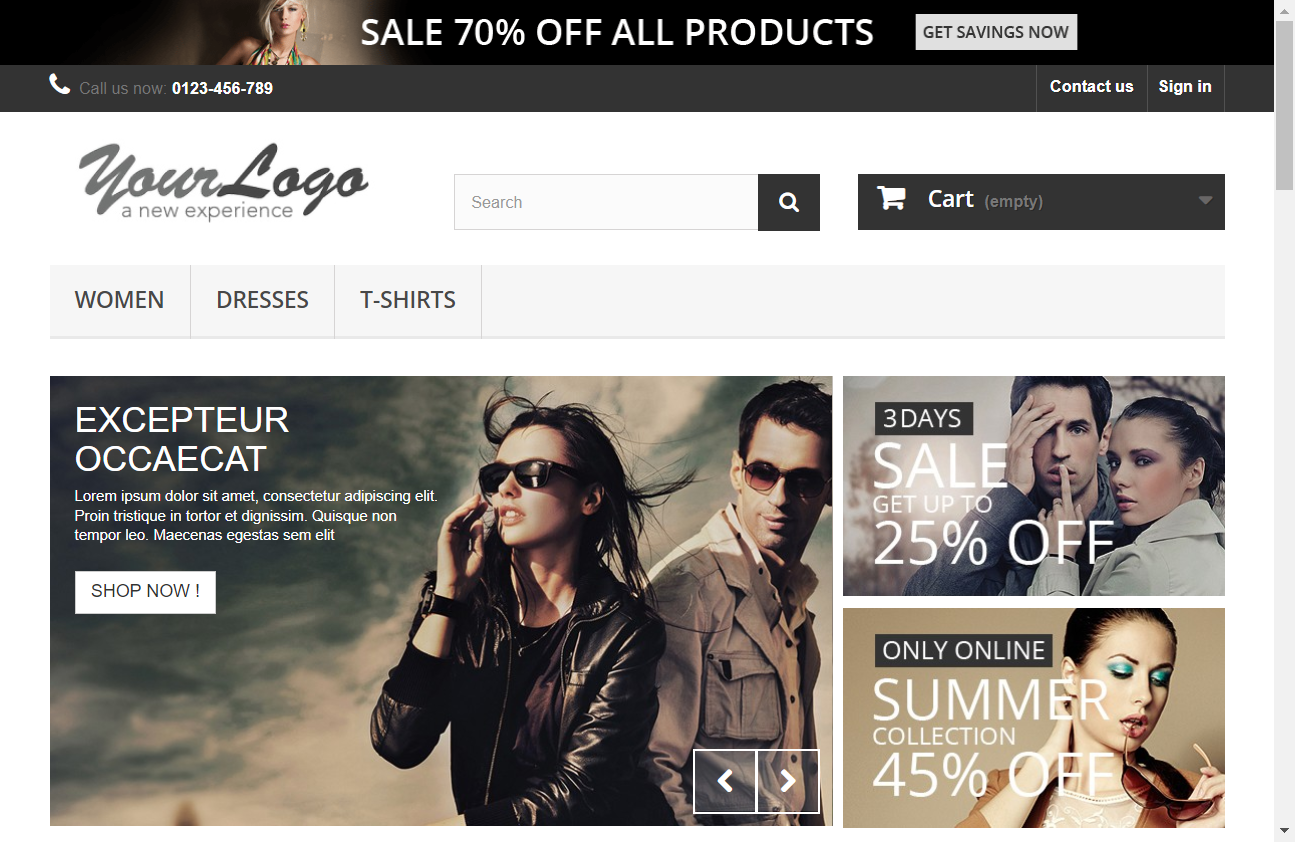 SALE 70% OFF ALL PRODUCTS
GET SAVINGS NOW
Call us now: 0123-456-789
Contact us
Sign in
YourLogo
a new experience
Search
Cart (empty)
WOMEN
DRESSES
T-SHIRTS
EXCEPTEUR
OCCAECAT
Lorem ipsum dolor sit amet, consectetur adipiscing elit.
Proin tristique in tortor et dignissim. Quisque non
tempor leo. Maecenas egestas sem elit
SHOP NOW !
3 DAYS
SALE
GET UP TO
25% OFF
ONLY ONLINE
SUMMER
COLLECTION
45% OFF